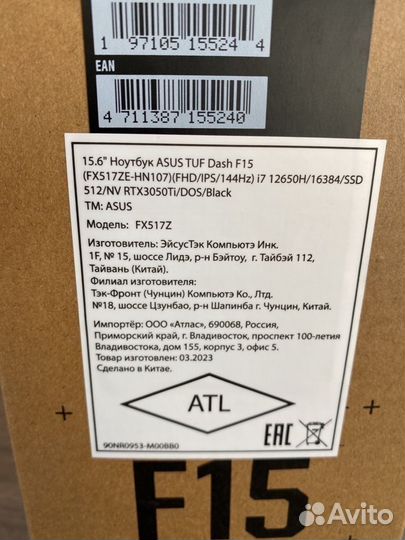 1 97105 15524 4
EAN
4 711387 155240
15.6" Ноутбук ASUS TUF Dash F15
(FX517ZE-HN107)(FHD/IPS/144Hz) i7 12650H/16384/SSD
512/NV RTX3050Ti/DOS/Black
TM: ASUS
Модель: FX517Z
Изготовитель: ЭйсусТэк Компьютэ Инк.
1F, № 15, шоссе Лидэ, р-н Бэйтоу, г. Тайбэй 112,
Тайвань (Китай).
Филиал изготовителя:
Тэк-Фронт (Чунцин) Компьютэ Ко., Лтд.
№18, шоссе Цзунбао, р-н Шапинба г. Чунцин, Китай.
Импортёр: ООО «Атлас», 690068, Россия,
Приморский край, г. Владивосток, проспект 100-летия
Владивостока, дом 155, корпус 3, офис 5.
Товар изготовлен: 03.2023
Сделано в Китае.
ATL
EAC
90NR0953-M00BB0
F15
Avito